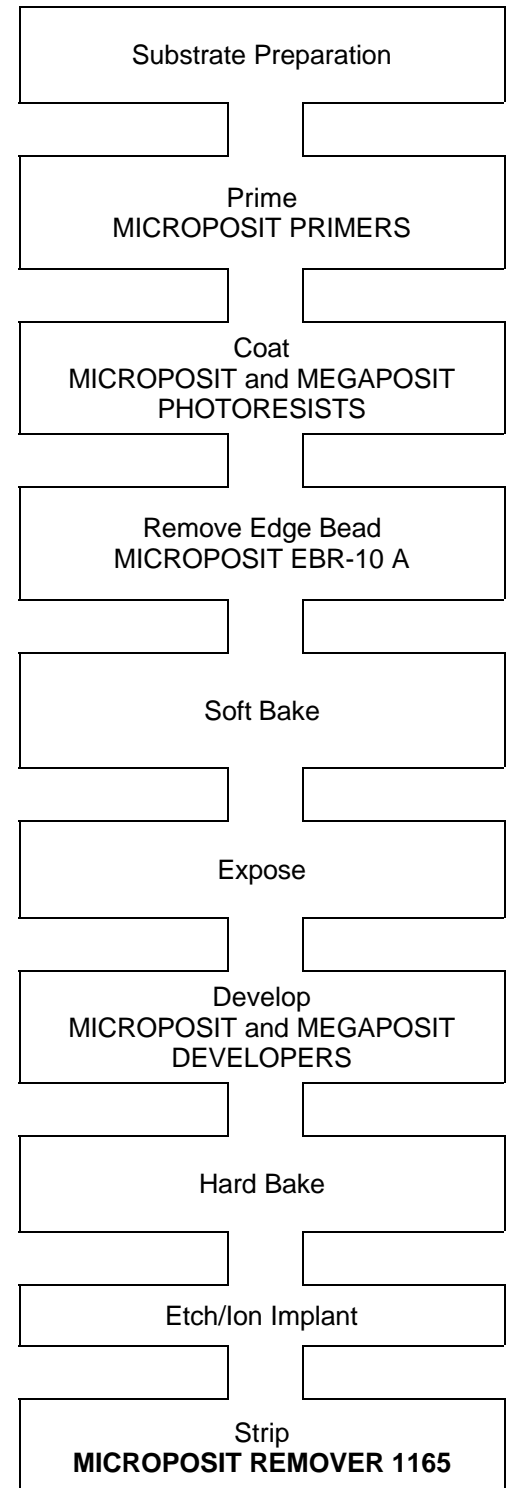 Substrate Preparation
Prime
MICROPOSIT PRIMERS
Coat
MICROPOSIT and MEGAPOSIT
PHOTORESISTS
Remove Edge Bead
MICROPOSIT EBR-10 A
Soft Bake
Expose
Develop
MICROPOSIT and MEGAPOSIT
DEVELOPERS
Hard Bake
Etch/Ion Implant
Strip
MICROPOSIT REMOVER 1165